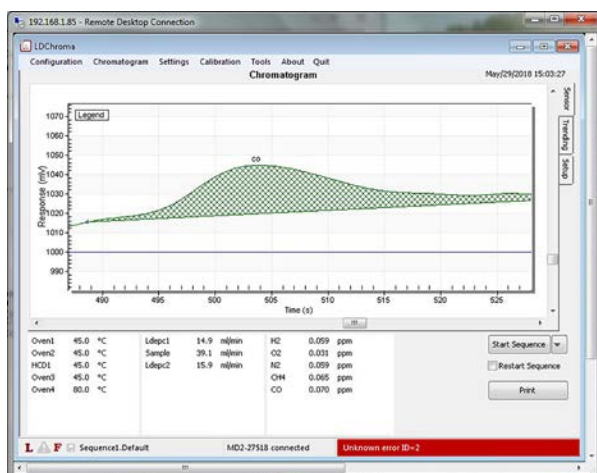 192.168.1.85 - Remote Desktop Connection
LDChroma
Configuration Chromatogram Settings Calibration Tools About Quit
Chromatogram May/29/2018 15:03:27
Legend
CO
Response (mV)
1070
1060
1050
1040
1030
1020
1010
1000
990
980
490 495 500 505 510 515 520 525
Time (s)
Sensor
Trending
Setup
Oven1 45.0 °C Ldepc1 14.9 ml/min H2 0.059 ppm
Oven2 45.0 °C Sample 39.1 ml/min O2 0.031 ppm
HCD1 45.0 °C Ldepc2 15.9 ml/min N2 0.059 ppm
Oven3 45.0 °C CH4 0.065 ppm
Oven4 80.0 °C CO 0.070 ppm
Start Sequence
Restart Sequence
Print
L F Sequence1.Default MD2-27518 connected Unknown error ID=2